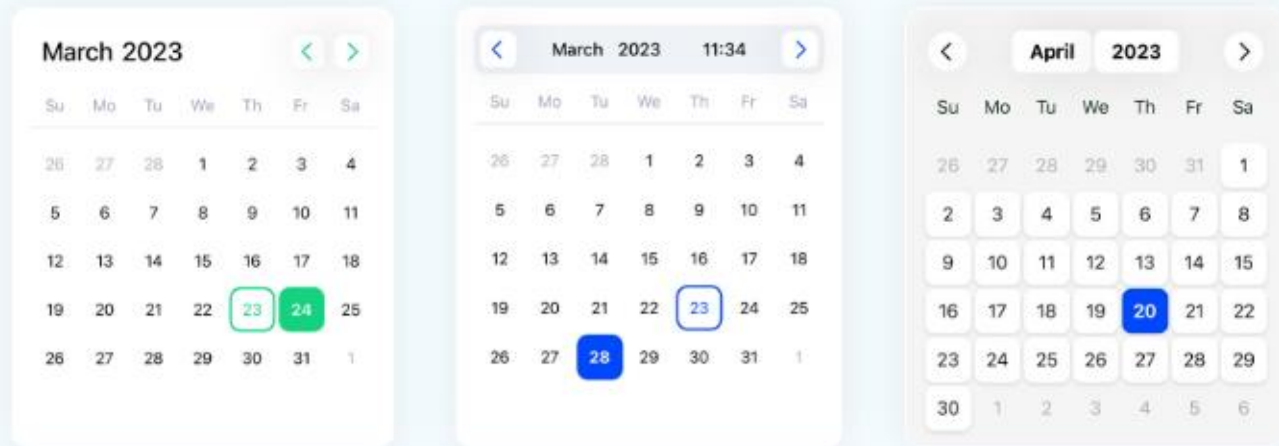 March 2023
Su Mo Tu We Th Fr Sa
26 27 28 1 2 3 4
5 6 7 8 9 10 11
12 13 14 15 16 17 18
19 20 21 22 23 24 25
26 27 28 29 30 31 1
March 2023 11:34
Su Mo Tu We Th Fr Sa
26 27 28 1 2 3 4
5 6 7 8 9 10 11
12 13 14 15 16 17 18
19 20 21 22 23 24 25
26 27 28 29 30 31 1
April 2023
Su Mo Tu We Th Fr Sa
26 27 28 29 30 31 1
2 3 4 5 6 7 8
9 10 11 12 13 14 15
16 17 18 19 20 21 22
23 24 25 26 27 28 29
30 1 2 3 4 5 6